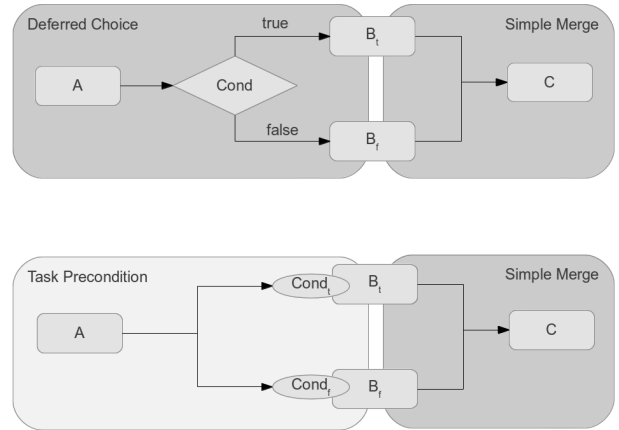 Deferred Choice
true
B_t
Simple Merge
A
Cond
C
false
B_f
Task Precondition
Cond_t
B_t
Simple Merge
A
C
Cond_f
B_f